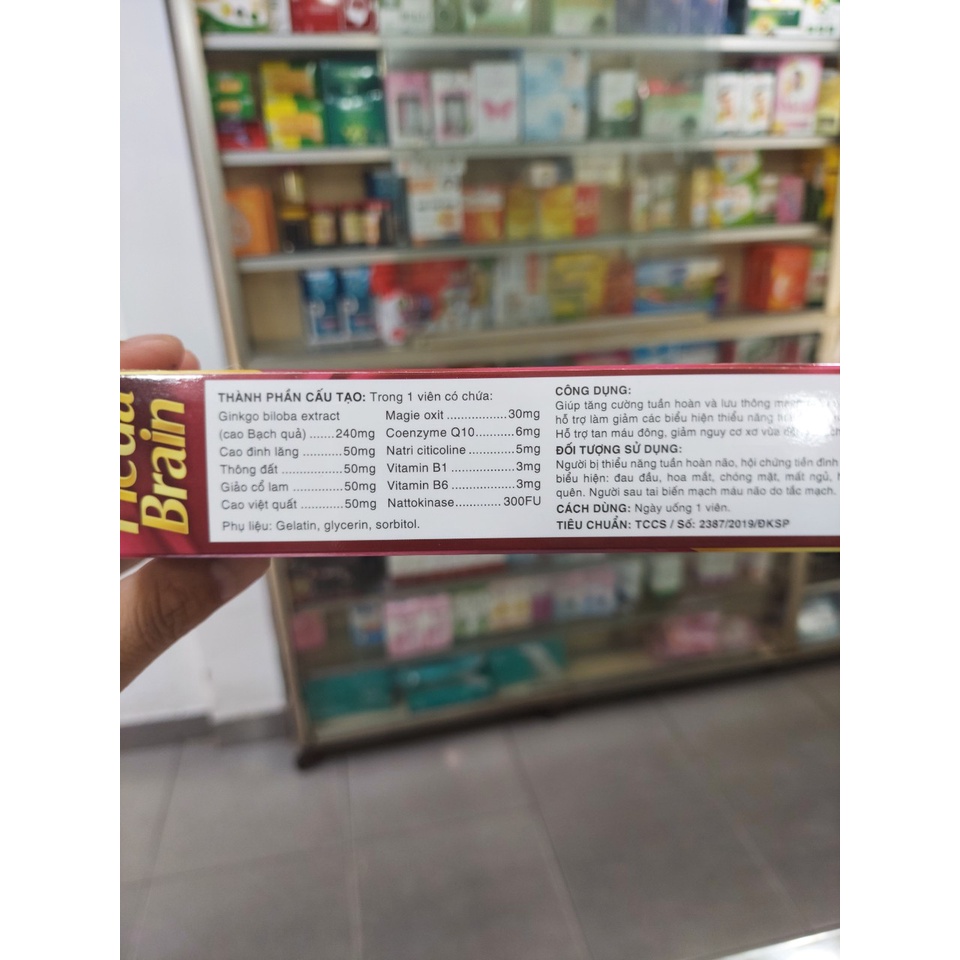 Brain
THÀNH PHẦN CẤU TẠO: Trong 1 viên có chứa:
Ginkgo biloba extract
(cao Bạch quả) ......240mg
Cao đinh lăng ............50mg
Thông đất ..................50mg
Giảo cổ lam ...............50mg
Cao việt quất .............50mg
Magie oxit ...............30mg
Coenzyme Q10..........6mg
Natri citicoline ............5mg
Vitamin B1 .................3mg
Vitamin B6 .................3mg
Nattokinase............ 300FU
Phụ liệu: Gelatin, glycerin, sorbitol.
CÔNG DỤNG:
Giúp tăng cường tuần hoàn và lưu thông
hỗ trợ làm giảm các biểu hiện thiểu năng
Hỗ trợ tan máu đông, giảm nguy cơ xơ vữa
ĐỐI TƯỢNG SỬ DỤNG:
Người bị thiểu năng tuần hoàn não, hội chứng tiền đình
biểu hiện: đau đầu, hoa mắt, chóng mặt, mất ngủ,
quên. Người sau tai biến mạch máu não do tắc mạch.
CÁCH DÙNG: Ngày uống 1 viên.
TIÊU CHUẨN: TCCS / Số: 2387/2019/ĐKSP